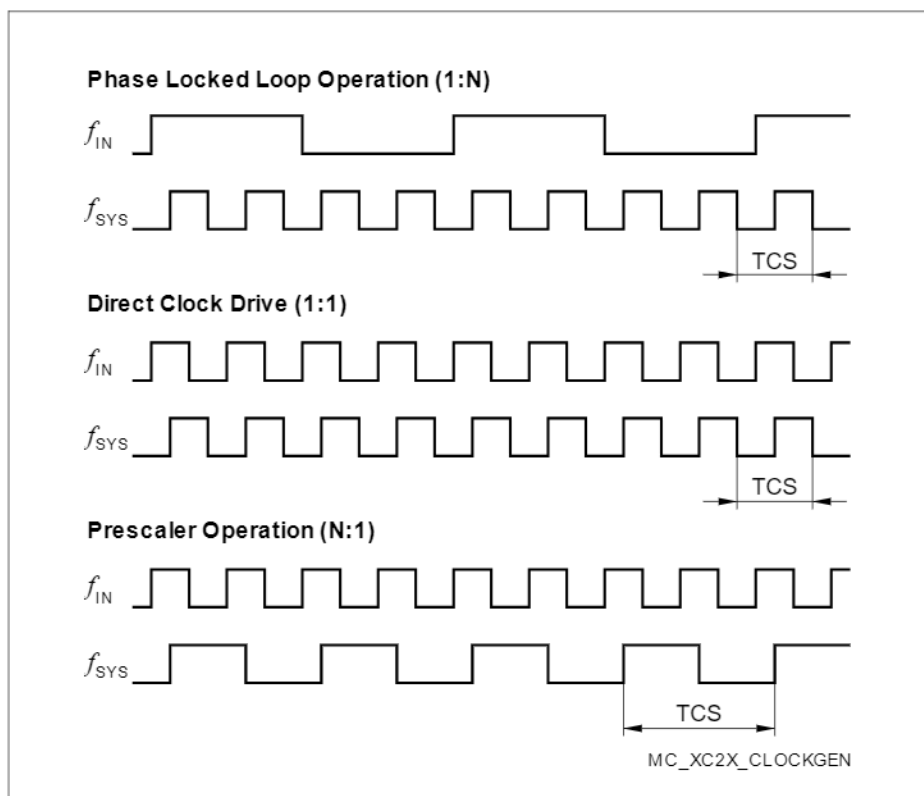 Phase Locked Loop Operation (1:N)
fIN
fSYS
TCS
Direct Clock Drive (1:1)
fIN
fSYS
TCS
Prescaler Operation (N:1)
fIN
fSYS
TCS
MC_XC2X_CLOCKGEN